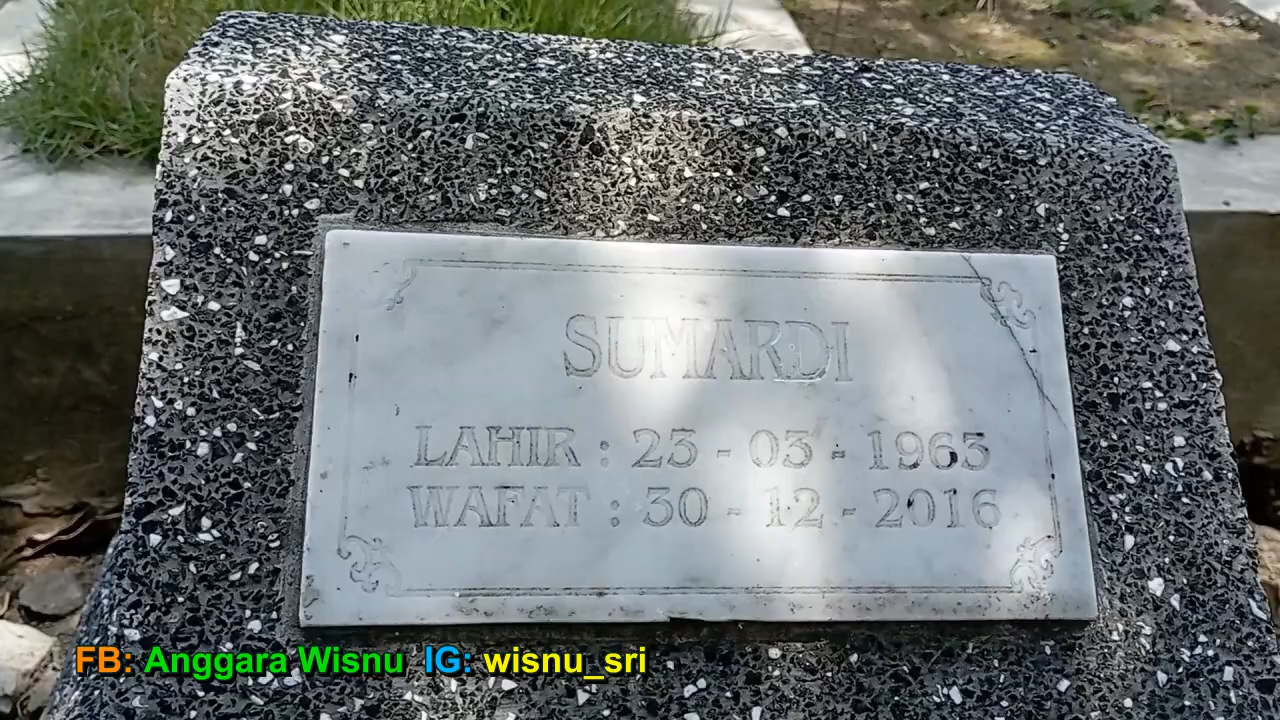 SUMARDI
LAHIR : 23 - 03 - 1963
WAFAT : 30 - 12 - 2016
FB: Anggara Wisnu IG: wisnu_sri